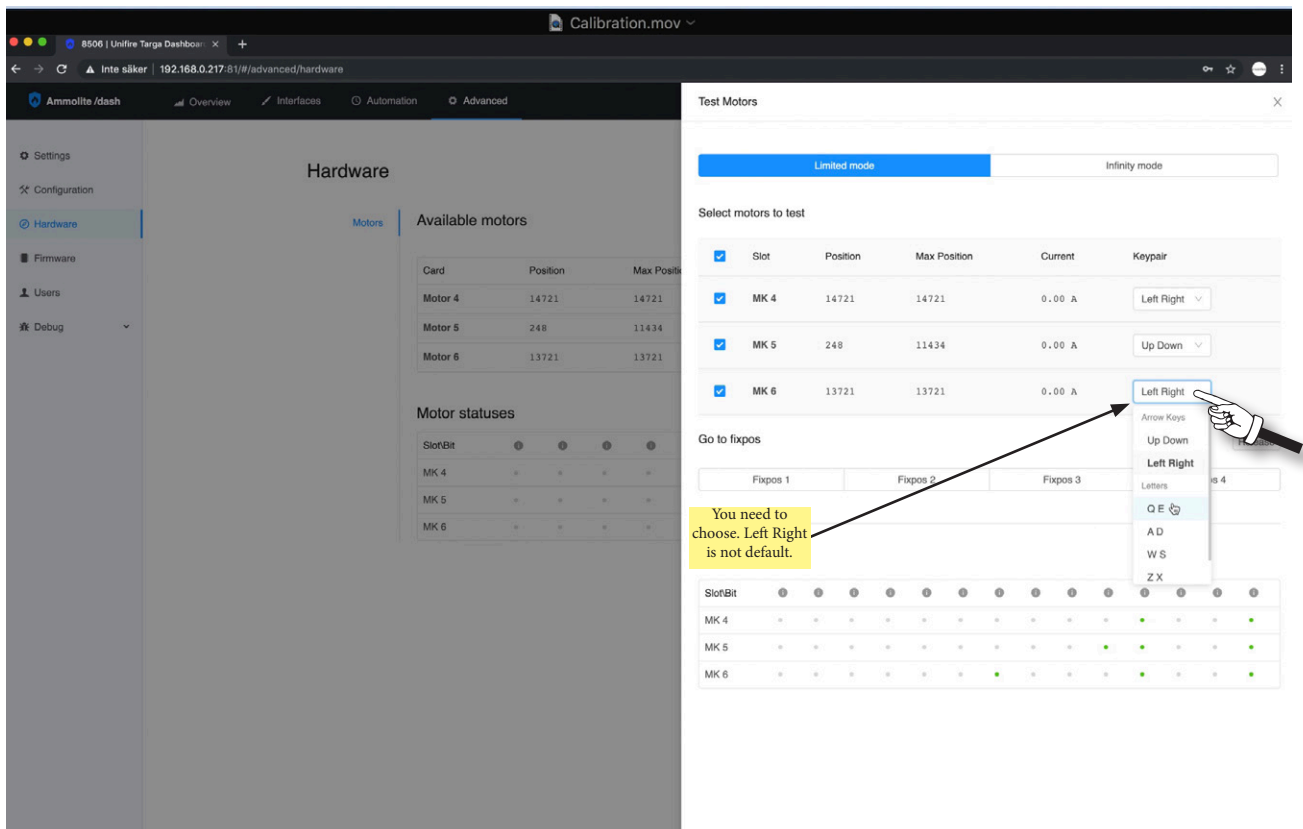 Calibration.mov
8506 | Unifire Targa Dashboar
Inte säker | 192.168.0.217:81/#/advanced/hardware
Ammolite /dash Overview Interfaces Automation Advanced
Settings
Configuration
Hardware
Firmware
Users
Debug
Hardware
Motors
Available motors
Card Position Max Positi
Motor 4 14721 14721
Motor 5 248 11434
Motor 6 13721 13721
Motor statuses
Slot\Bit
MK 4
MK 5
MK 6
Test Motors
Limited mode Infinity mode
Select motors to test
Slot Position Max Position Current Keypair
MK 4 14721 14721 0.00 A Left Right
MK 5 248 11434 0.00 A Up Down
MK 6 13721 13721 0.00 A Left Right
Arrow Keys
Up Down
Left Right
Letters
Q E
A D
W S
Z X
Go to fixpos
Fixpos 1 Fixpos 2 Fixpos 3 s 4
You need to
choose. Left Right
is not default.
Slot\Bit
MK 4
MK 5
MK 6